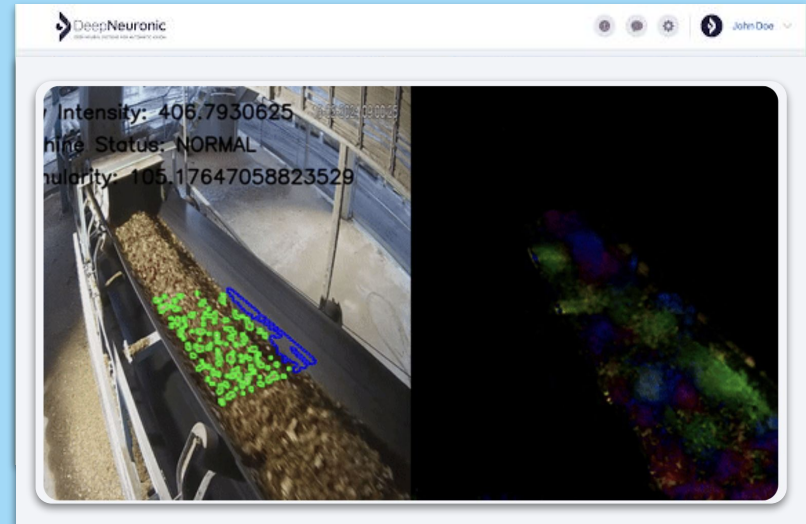 DeepNeuronic
John Doe
Intensity: 406.7930625
hine Status: NORMAL
nularity: 105.17647058823529